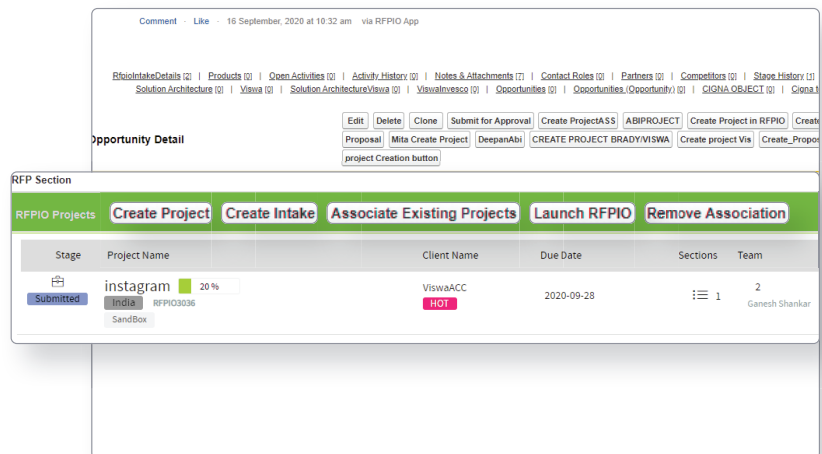 Comment · Like · 16 September, 2020 at 10:32 am via RFPIO App
RfpioIntakeDetails [2] | Products [0] | Open Activities [0] | Activity History [0] | Notes & Attachments [7] | Contact Roles [0] | Partners [0] | Competitors [0] | Stage History [1]
Solution Architecture [0] | Viswa [0] | Solution ArchitectureViswa [0] | ViswaInvesco [0] | Opportunities [0] | Opportunities (Opportunity) [0] | CIGNA OBJECT [0] | Cigna
Edit Delete Clone Submit for Approval Create ProjectASS ABIPROJECT Create Project in RFPIO Create
Opportunity Detail Proposal Mita Create Project DeepanAbi CREATE PROJECT BRADY/VISWA Create project Vis Create_Propos
project Creation button
RFP Section
RFPIO Projects Create Project Create Intake Associate Existing Projects Launch RFPIO Remove Association
Stage Project Name Client Name Due Date Sections Team
Submitted instagram 20 % ViswaACC 2020-09-28 1 2
India RFPIO3036 HOT Ganesh Shankar
SandBox